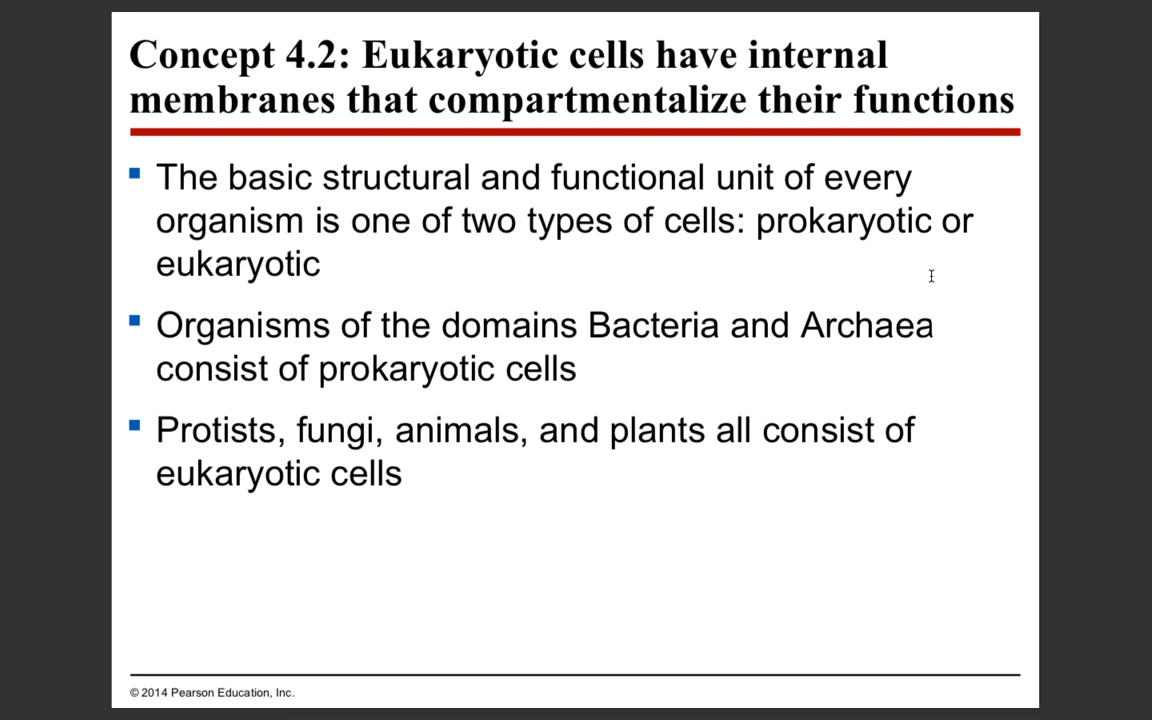 Concept 4.2: Eukaryotic cells have internal
membranes that compartmentalize their functions
The basic structural and functional unit of every
organism is one of two types of cells: prokaryotic or
eukaryotic
Organisms of the domains Bacteria and Archaea
consist of prokaryotic cells
Protists, fungi, animals, and plants all consist of
eukaryotic cells
© 2014 Pearson Education, Inc.